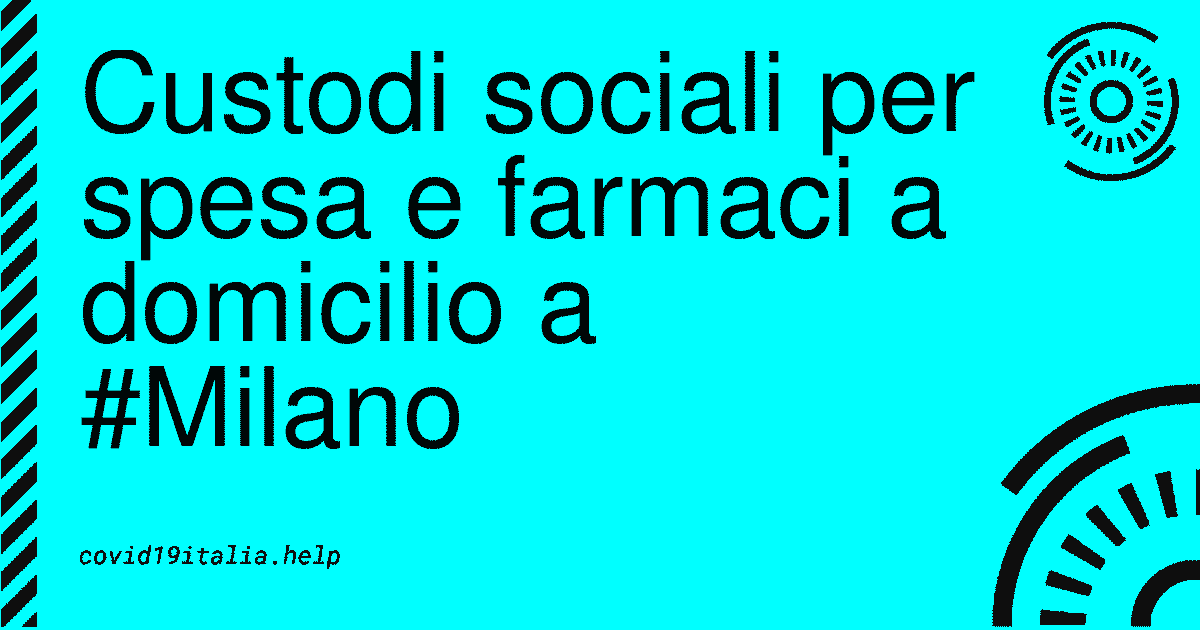 Custodi sociali per
spesa e farmaci a
domicilio a
#Milano
covid19italia.help